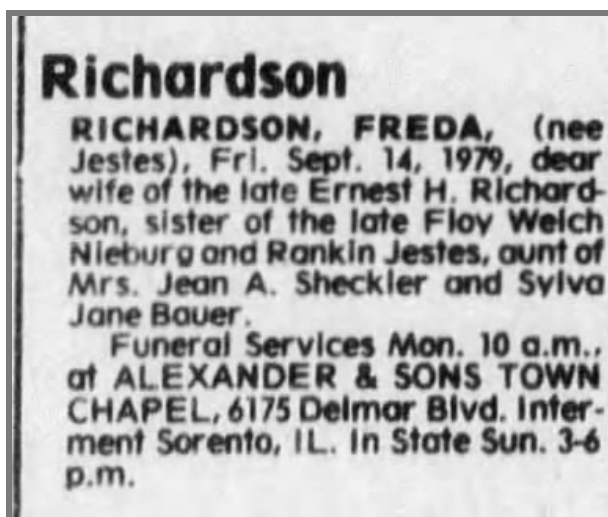 Richardson
RICHARDSON, FREDA, (nee
Jestes), Fri. Sept. 14, 1979, dear
wife of the late Ernest H. Richard-
son, sister of the late Floy Welch
Nieburg and Rankin Jestes, aunt of
Mrs. Jean A. Sheckler and Sylva
Jane Bauer.
Funeral Services Mon. 10 a.m.,
at ALEXANDER & SONS TOWN
CHAPEL, 6175 Delmar Blvd. Inter-
ment Sorento, IL. In State Sun. 3-6
p.m.